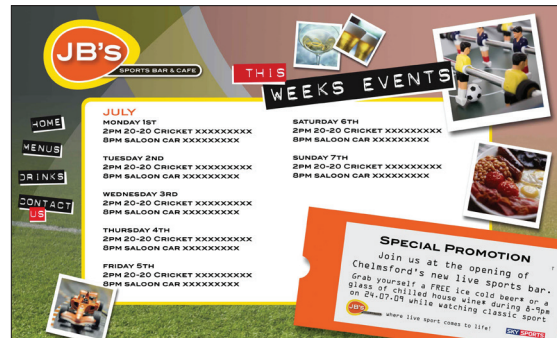 JB's
SPORTS BAR & CAFE
THIS
WEEKS EVENTS
HOME
MENUS
DRINKS
CONTACT
US
JULY
MONDAY 1ST
2PM 20-20 CRICKET XXXXXXXXX
8PM SALOON CAR XXXXXXXXX
TUESDAY 2ND
2PM 20-20 CRICKET XXXXXXXXX
8PM SALOON CAR XXXXXXXXX
WEDNESDAY 3RD
2PM 20-20 CRICKET XXXXXXXXX
8PM SALOON CAR XXXXXXXXX
THURSDAY 4TH
2PM 20-20 CRICKET XXXXXXXXX
8PM SALOON CAR XXXXXXXXX
FRIDAY 5TH
2PM 20-20 CRICKET XXXXXXXXX
8PM SALOON CAR XXXXXXXXX
SATURDAY 6TH
2PM 20-20 CRICKET XXXXXXXXX
8PM SALOON CAR XXXXXXXXX
SUNDAY 7TH
2PM 20-20 CRICKET XXXXXXXXX
8PM SALOON CAR XXXXXXXXX
SPECIAL PROMOTION
Join us at the opening of
Chelmsford's new live sports bar.
Grab yourself a FREE ice cold beer* or a
glass of chilled house wine* during 8-9pm
on 24.07.09 while watching classic sport
JB's
where live sport comes to life!
SKY SPORTS